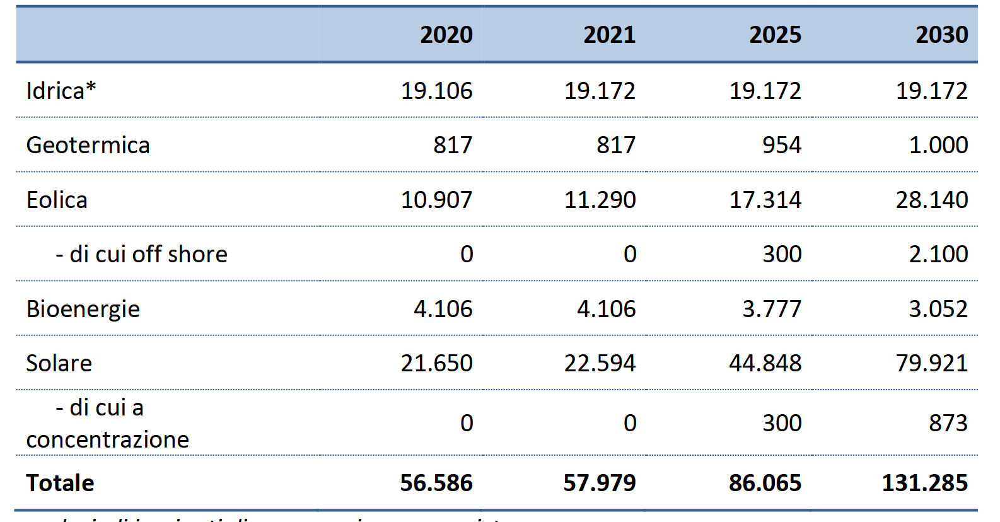 2020 2021 2025 2030
Idrica* 19.106 19.172 19.172 19.172
Geotermica 817 817 954 1.000
Eolica 10.907 11.290 17.314 28.140
- di cui off shore 0 0 300 2.100
Bioenergie 4.106 4.106 3.777 3.052
Solare 21.650 22.594 44.848 79.921
- di cui a
concentrazione 0 0 300 873
Totale 56.586 57.979 86.065 131.285